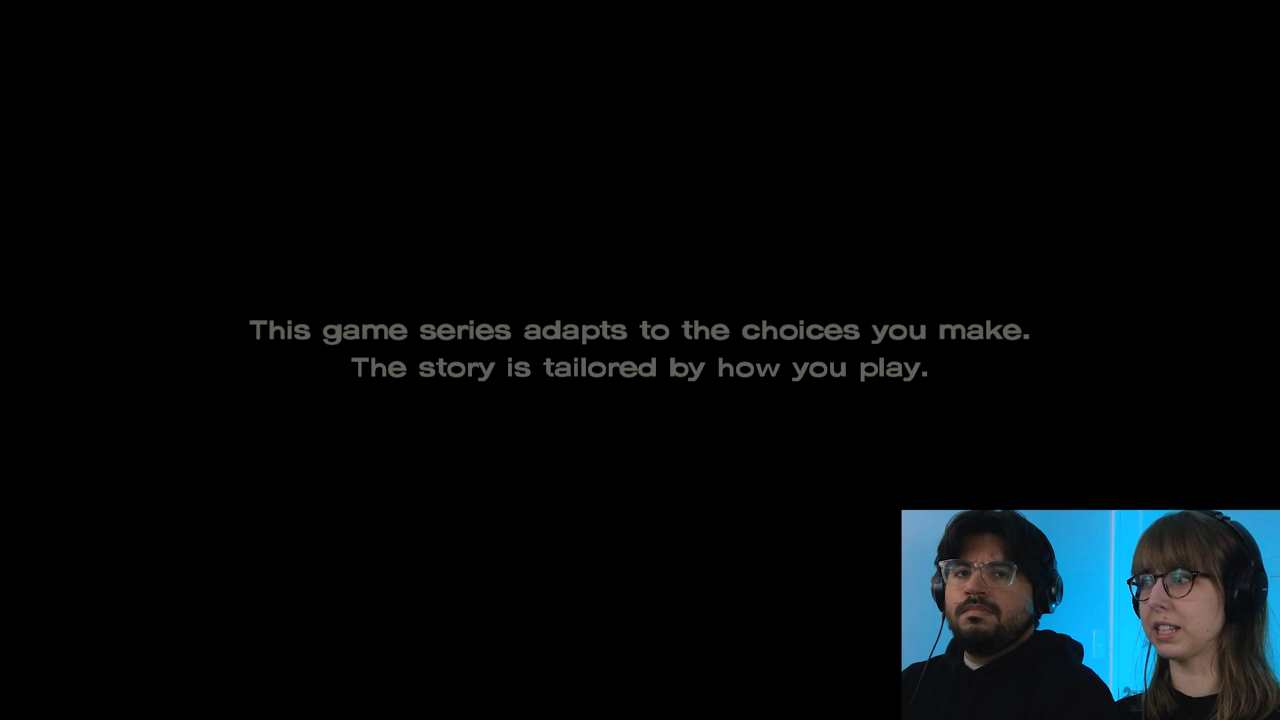 This game series adapts to the choices you make.
The story is tailored by how you play.